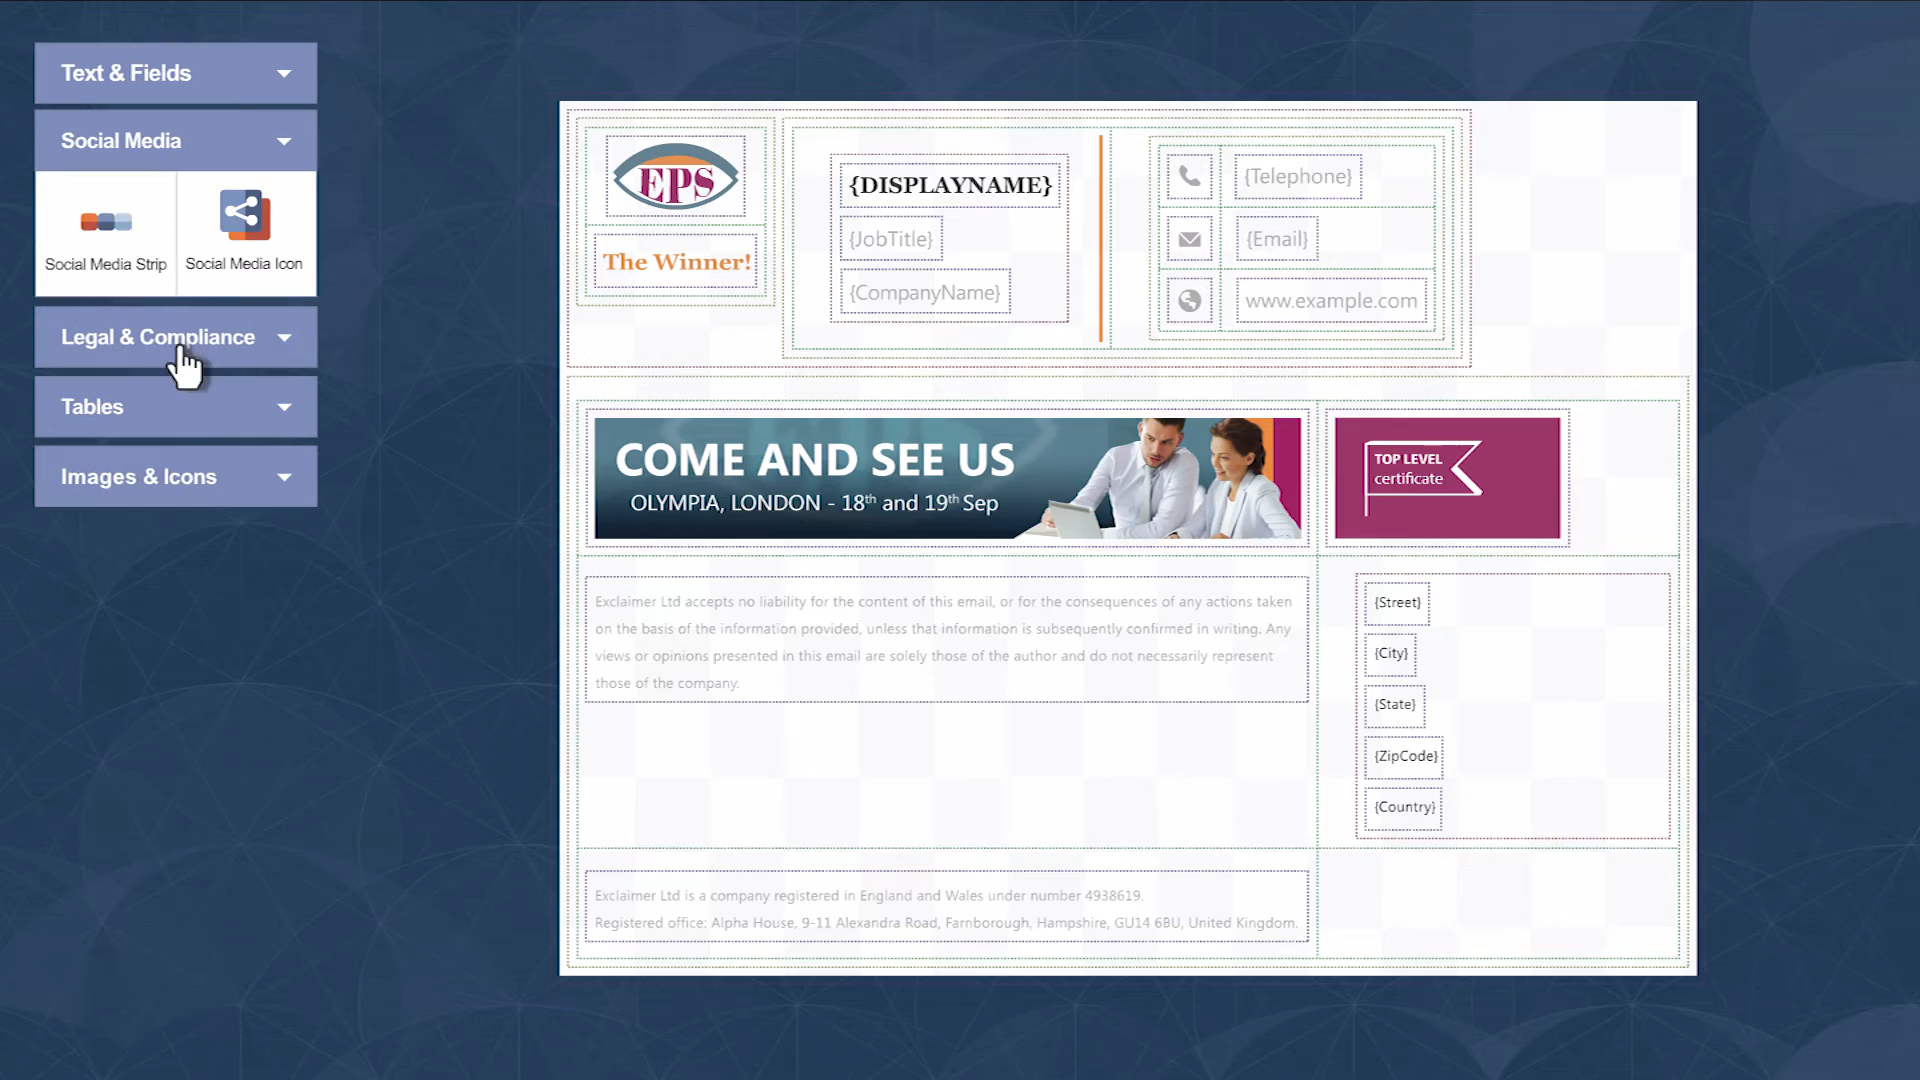 Text & Fields
Social Media
Social Media Strip
Social Media Icon
Legal & Compliance
Tables
Images & Icons
EPS
The Winner!
{DISPLAYNAME}
{JobTitle}
{CompanyName}
{Telephone}
{Email}
www.example.com
COME AND SEE US
OLYMPIA, LONDON - 18th and 19th Sep
TOP LEVEL
certificate
Exclaimer Ltd accepts no liability for the content of this email, or for the consequences of any actions taken
on the basis of the information provided, unless that information is subsequently confirmed in writing. Any
views or opinions presented in this email are solely those of the author and do not necessarily represent
those of the company.
{Street}
{City}
{State}
{ZipCode}
{Country}
Exclaimer Ltd is a company registered in England and Wales under number 4938619.
Registered office: Alpha House, 9-11 Alexandra Road, Farnborough, Hampshire, GU14 6BU, United Kingdom.